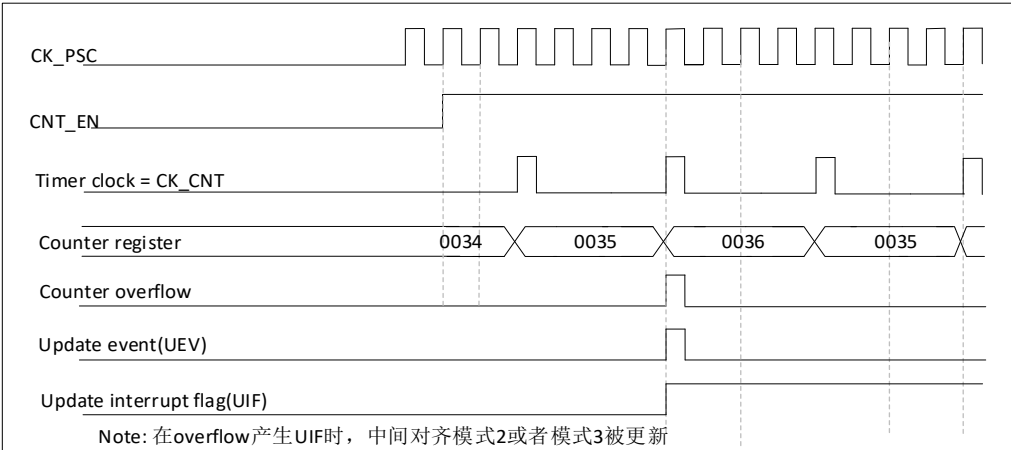 CK_PSC
CNT_EN
Timer clock = CK_CNT
Counter register 0034 0035 0036 0035
Counter overflow
Update event(UEV)
Update interrupt flag(UIF)
Note: 在overflow产生UIF时，中间对齐模式2或者模式3被更新